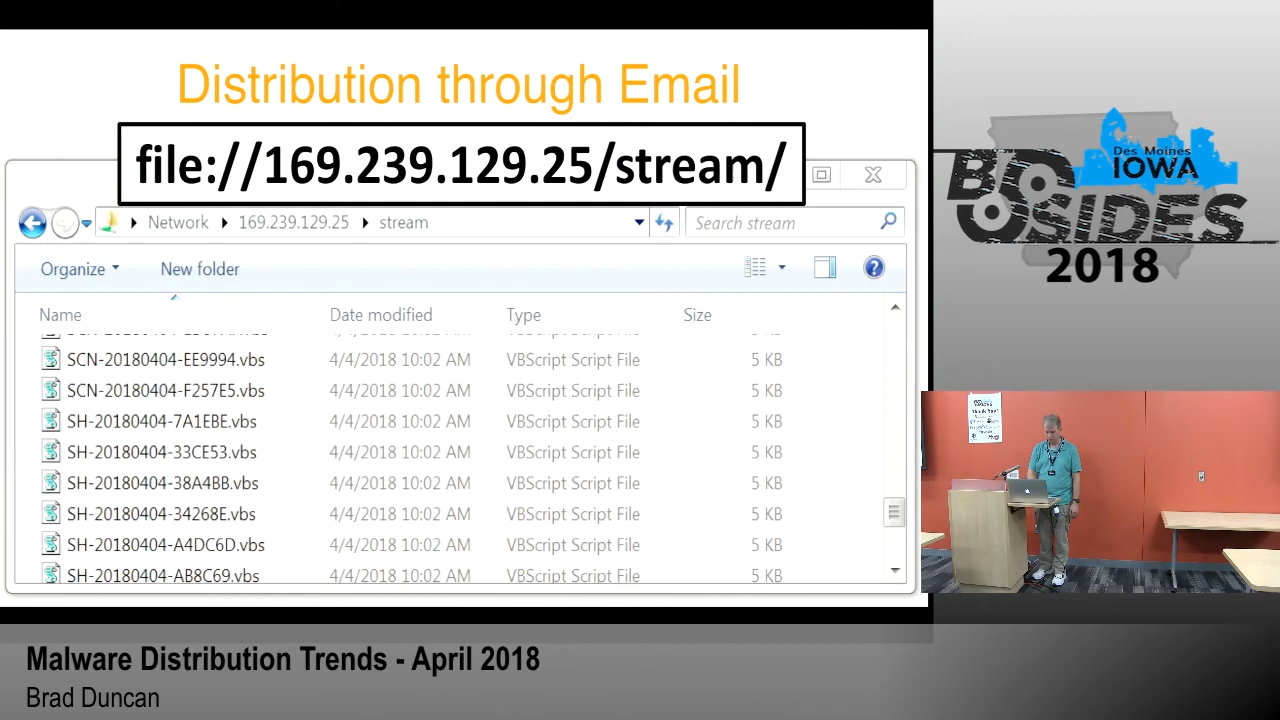 Distribution through Email
file://169.239.129.25/stream/
Network 169.239.129.25 stream
Search stream
Organize New folder
Name Date modified Type Size
SCN-20180404-EE9994.vbs 4/4/2018 10:02 AM VBScript Script File 5 KB
SCN-20180404-F257E5.vbs 4/4/2018 10:02 AM VBScript Script File 5 KB
SH-20180404-7A1EBE.vbs 4/4/2018 10:02 AM VBScript Script File 5 KB
SH-20180404-33CE53.vbs 4/4/2018 10:02 AM VBScript Script File 5 KB
SH-20180404-38A4BB.vbs 4/4/2018 10:02 AM VBScript Script File 5 KB
SH-20180404-34268E.vbs 4/4/2018 10:02 AM VBScript Script File 5 KB
SH-20180404-A4DC6D.vbs 4/4/2018 10:02 AM VBScript Script File 5 KB
SH-20180404-AB8C69.vbs 4/4/2018 10:02 AM VBScript Script File 5 KB
Des Moines
IOWA
BSIDES
2018
Thank You!
Malware Distribution Trends - April 2018
Brad Duncan